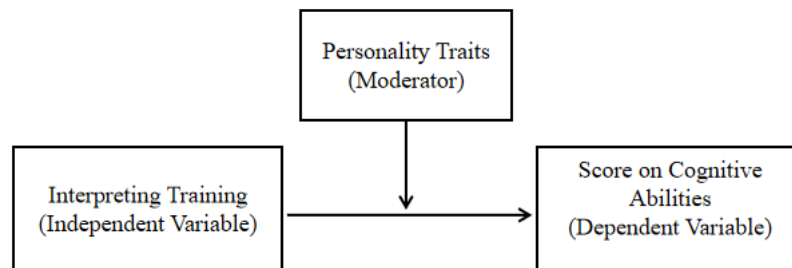 Personality Traits
(Moderator)
Interpreting Training
(Independent Variable)
Score on Cognitive
Abilities
(Dependent Variable)